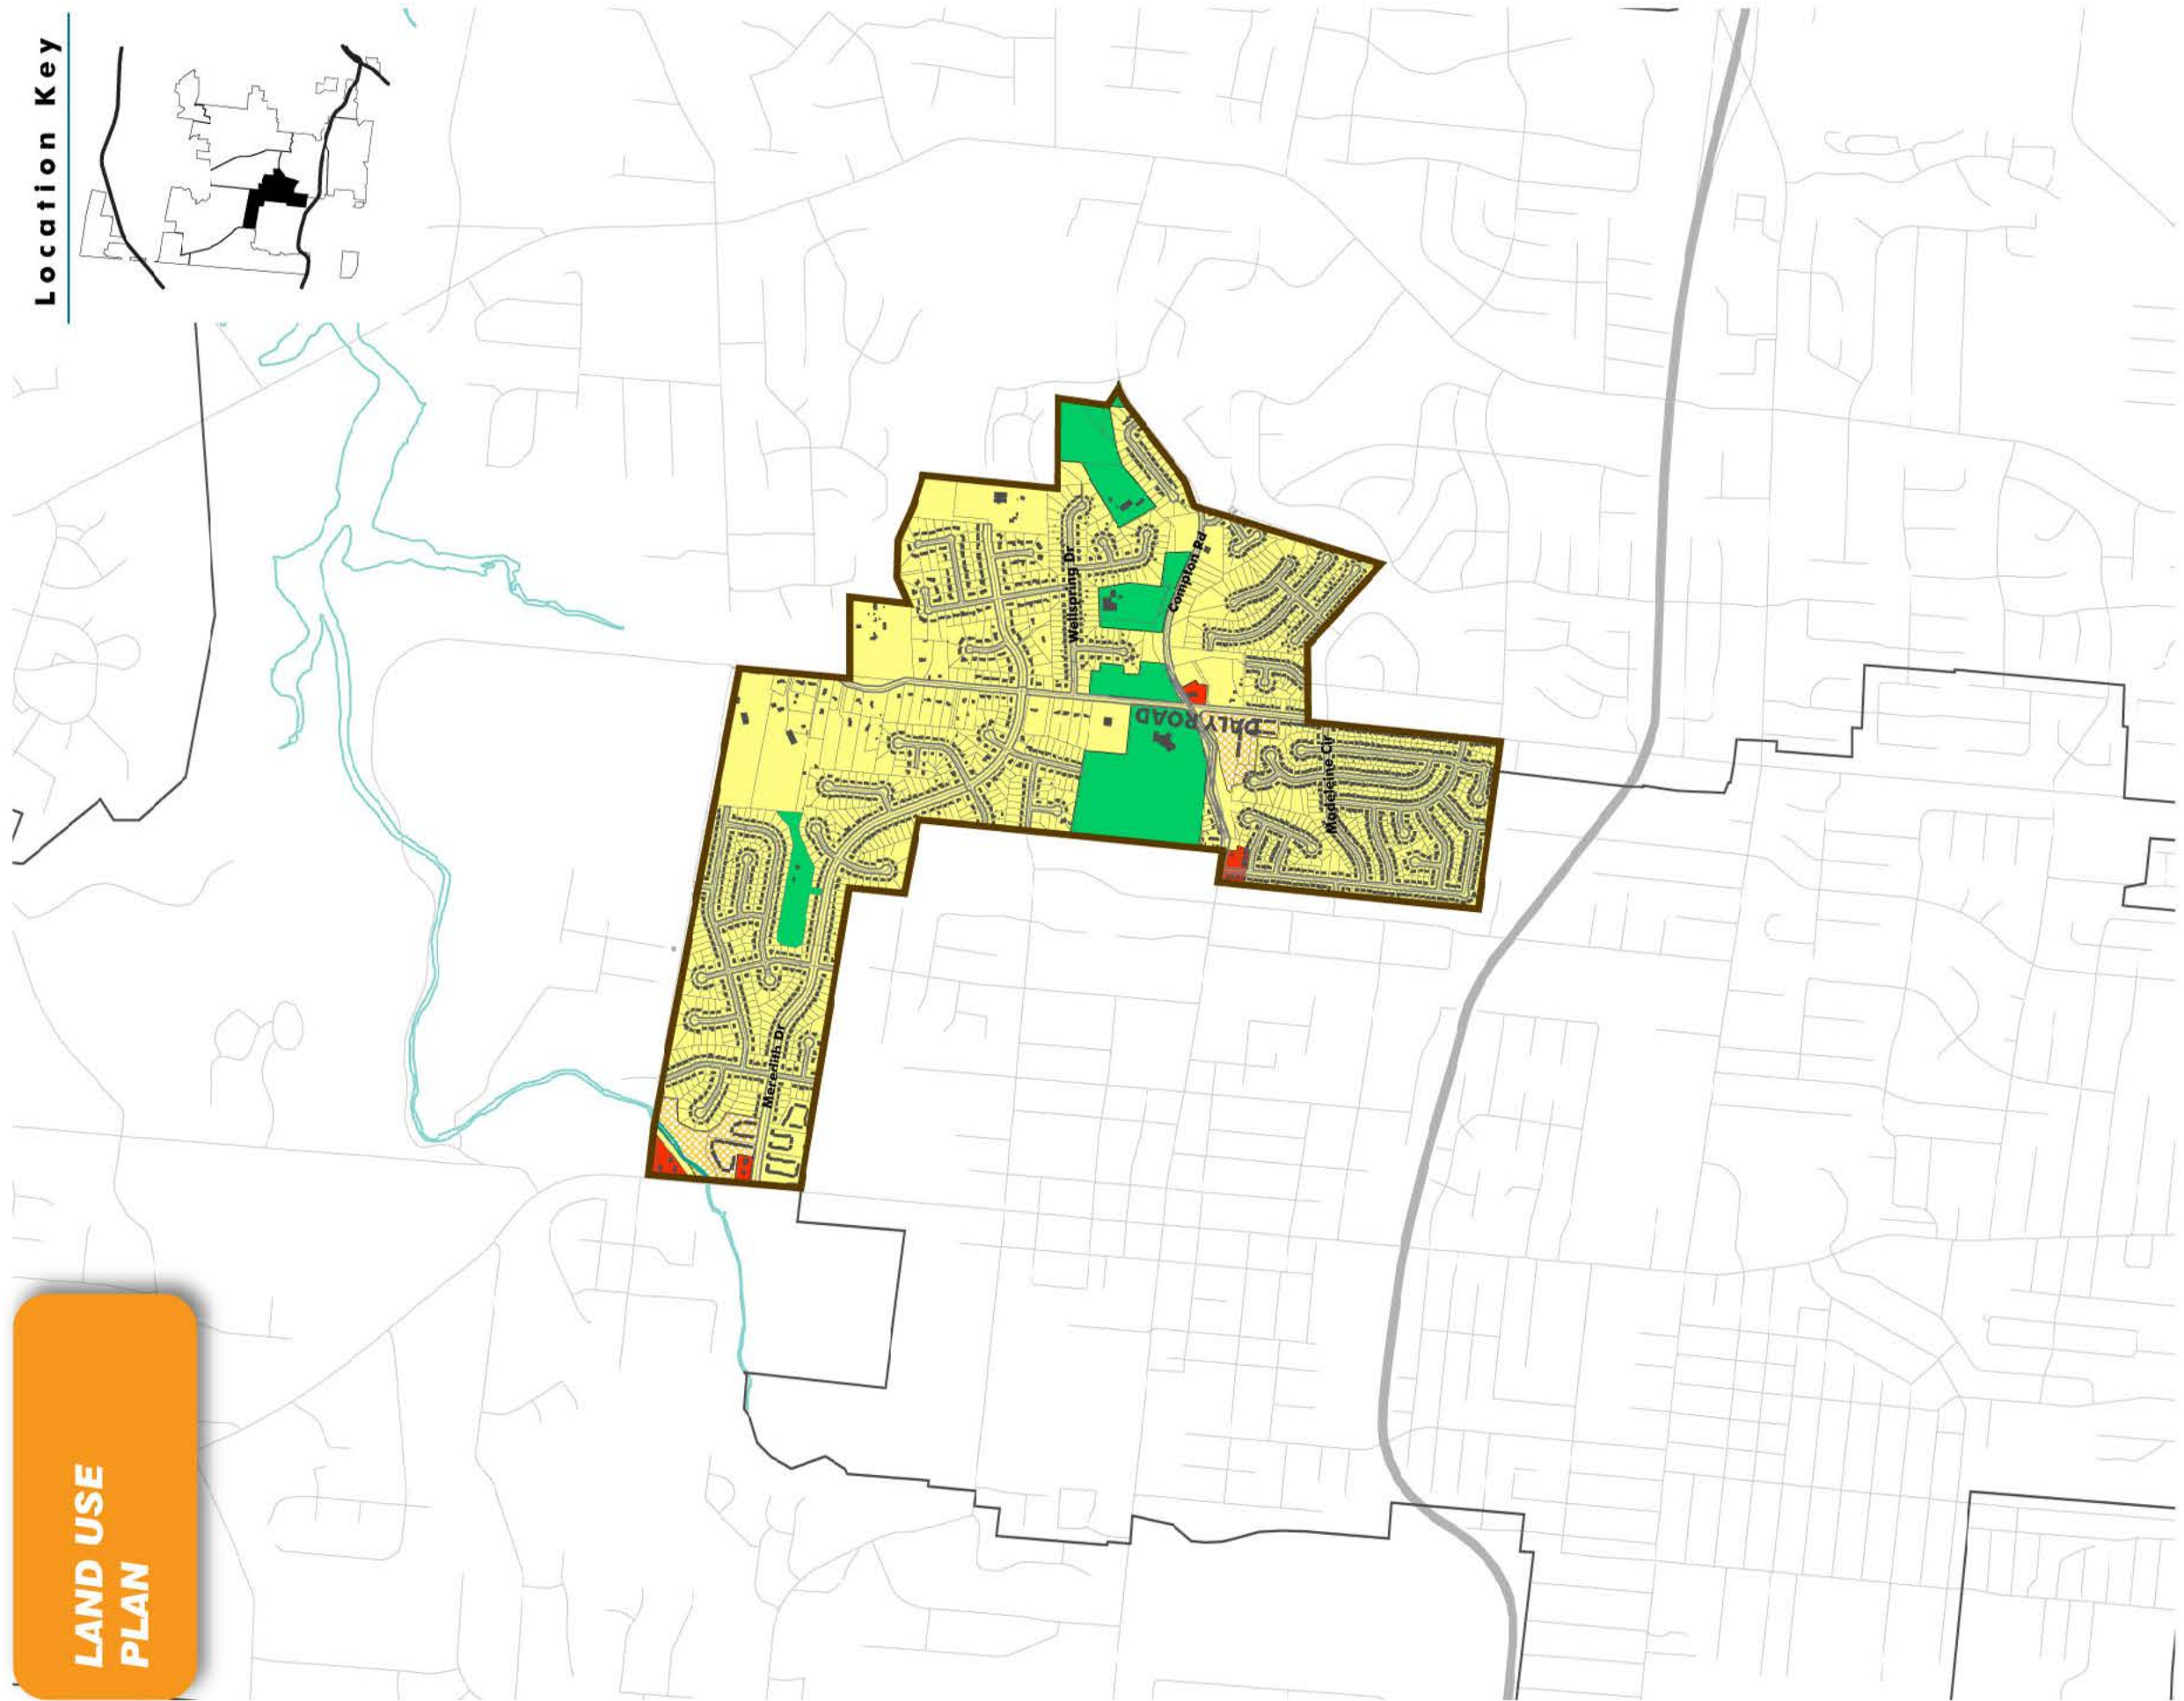 LAND USE
PLAN
Location Key
Meredith Dr
Wellspring Dr
Compton Rd
DALY ROAD
Madeleine Cir